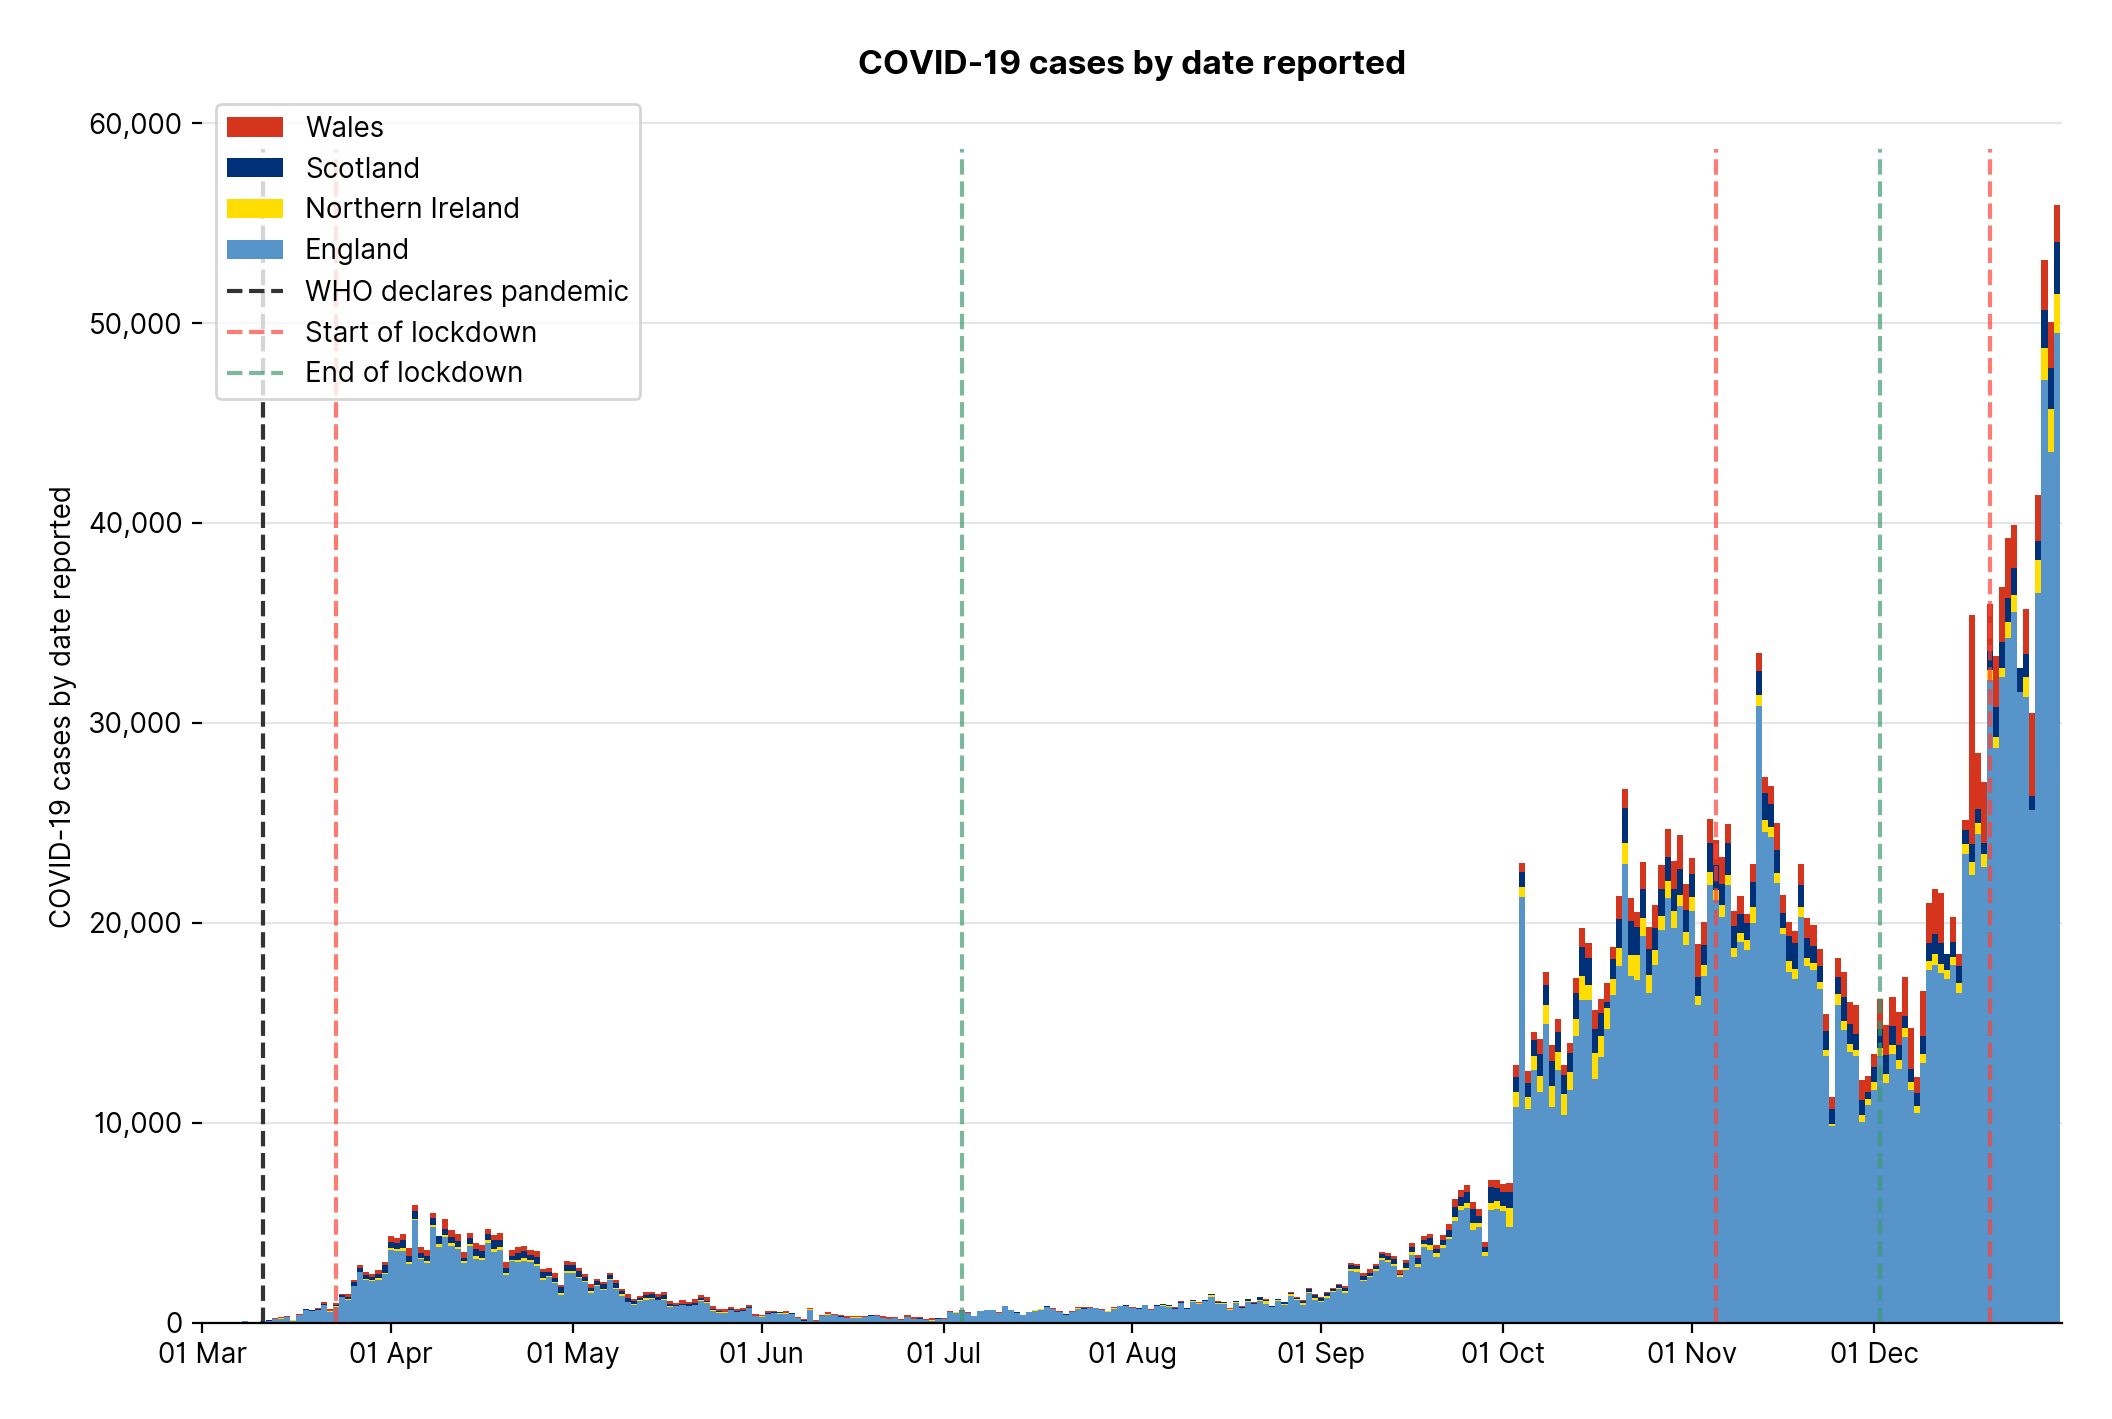 COVID-19 cases by date reported
Wales
Scotland
Northern Ireland
England
WHO declares pandemic
Start of lockdown
End of lockdown
COVID-19 cases by date reported
60,000
50,000
40,000
30,000
20,000
10,000
0
01 Mar 01 Apr 01 May 01 Jun 01 Jul 01 Aug 01 Sep 01 Oct 01 Nov 01 Dec